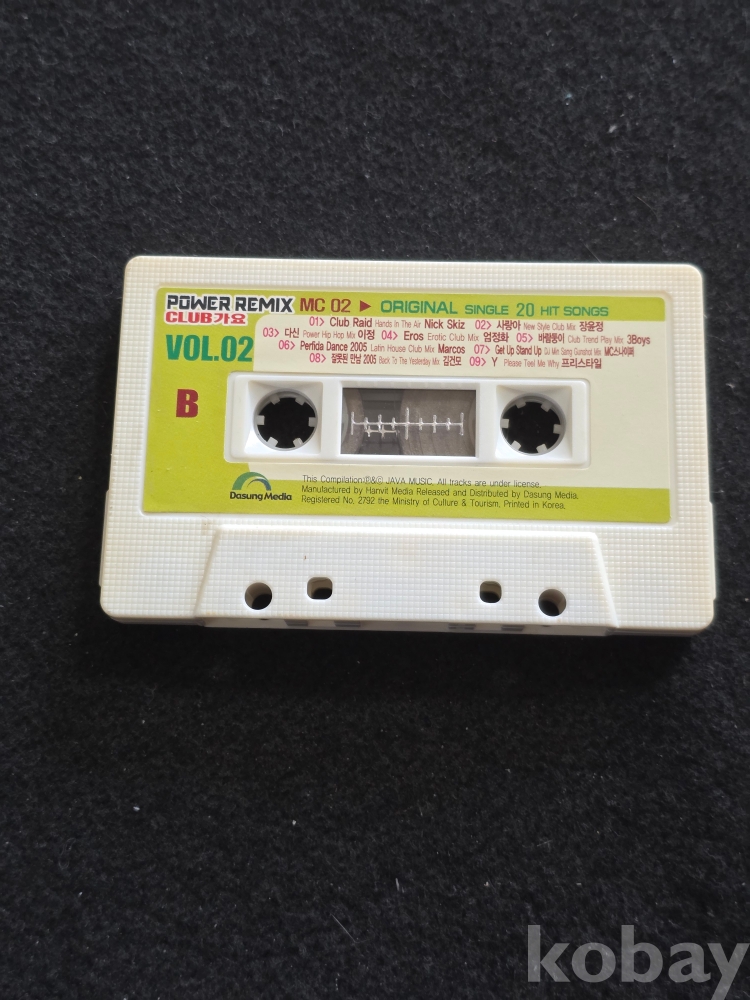 POWER REMIX MC 02 ▶ ORIGINAL SINGLE 20 HIT SONGS
CLUB가요
VOL.02
01> Club Raid Hands In The Air Nick Skiz 02> 사랑아 New Style Club Mix 장윤정
03> 다신 Power Hip Hop Mix 이정 04> Eros Erotic Club Mix 엄정화 05> 바람둥이 Club Trend Play Mix 3Boys
06> Perfidia Dance 2005 Latin House Club Mix Marcos 07> Get Up Stand Up DJ Min Sang Gunshot Mix MC스나이퍼
08> 잘못된 만남 2005 Back To The Yesterday Mix 김건모 09> Y Please Tell Me Why 프리스타일
B
Dasung Media
This Compilation℗&© JAVA MUSIC. All tracks are under license.
Manufactured by Hanvit Media Released and Distributed by Dasung Media.
Registered No. 2792 the Ministry of Culture & Tourism. Printed in Korea.
kobay